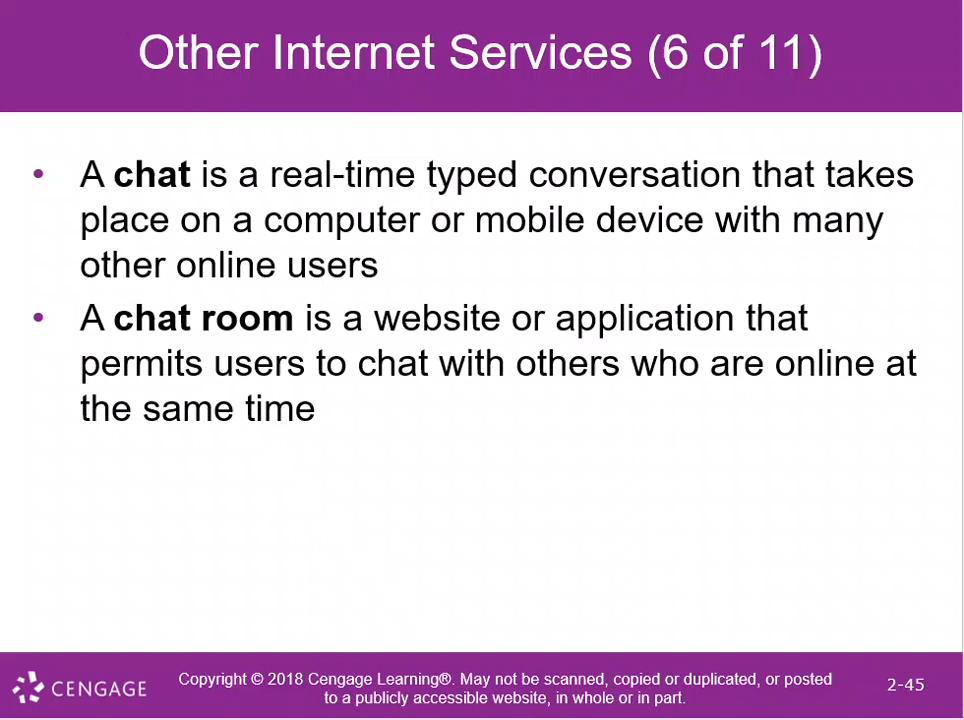 Other Internet Services (6 of 11)
• A chat is a real-time typed conversation that takes
place on a computer or mobile device with many
other online users
• A chat room is a website or application that
permits users to chat with others who are online at
the same time
CENGAGE
Copyright © 2018 Cengage Learning®. May not be scanned, copied or duplicated, or posted
to a publicly accessible website, in whole or in part.
2-45